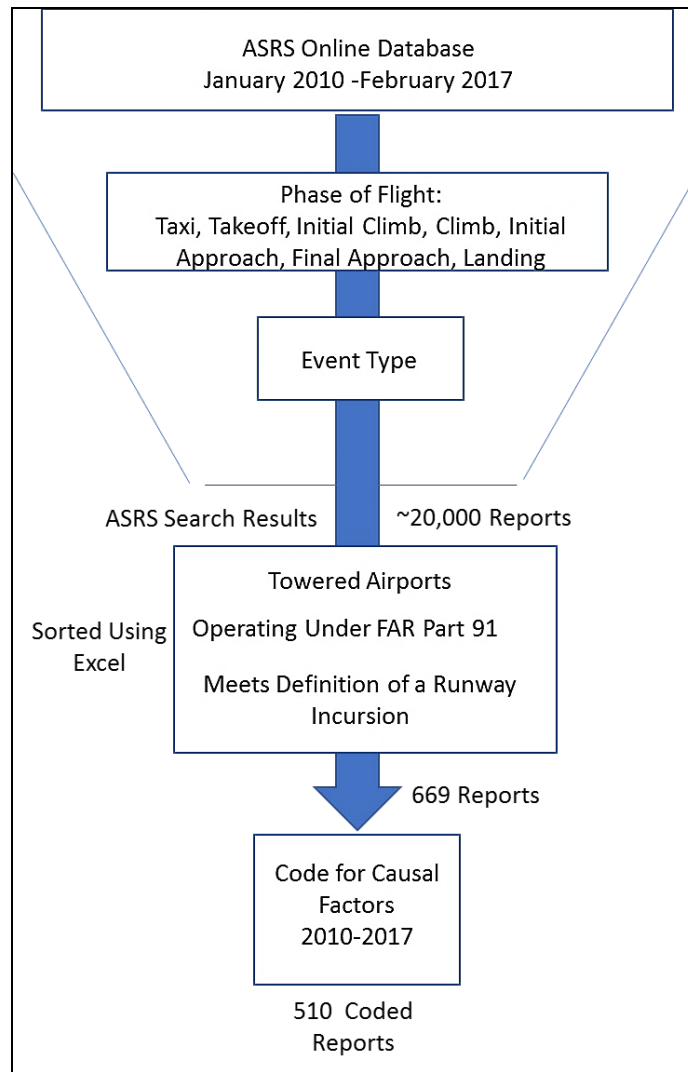 ASRS Online Database
January 2010 -February 2017
Phase of Flight:
Taxi, Takeoff, Initial Climb, Climb, Initial
Approach, Final Approach, Landing
Event Type
ASRS Search Results
~20,000 Reports
Towered Airports
Operating Under FAR Part 91
Meets Definition of a Runway
Incursion
Sorted Using
Excel
669 Reports
Code for Causal
Factors
2010-2017
510 Coded
Reports